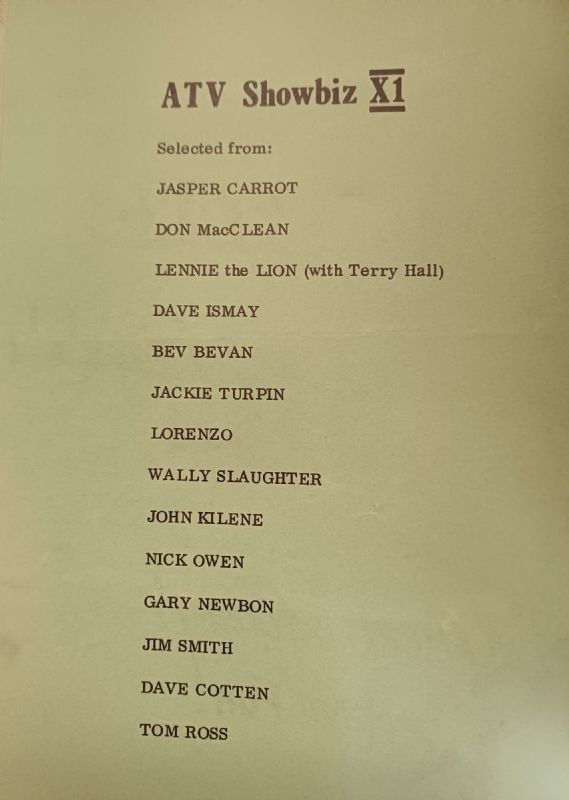 ATV Showbiz X1
Selected from:
JASPER CARROT
DON MacCLEAN
LENNIE the LION (with Terry Hall)
DAVE ISMAY
BEV BEVAN
JACKIE TURPIN
LORENZO
WALLY SLAUGHTER
JOHN KILENE
NICK OWEN
GARY NEWBON
JIM SMITH
DAVE COTTEN
TOM ROSS